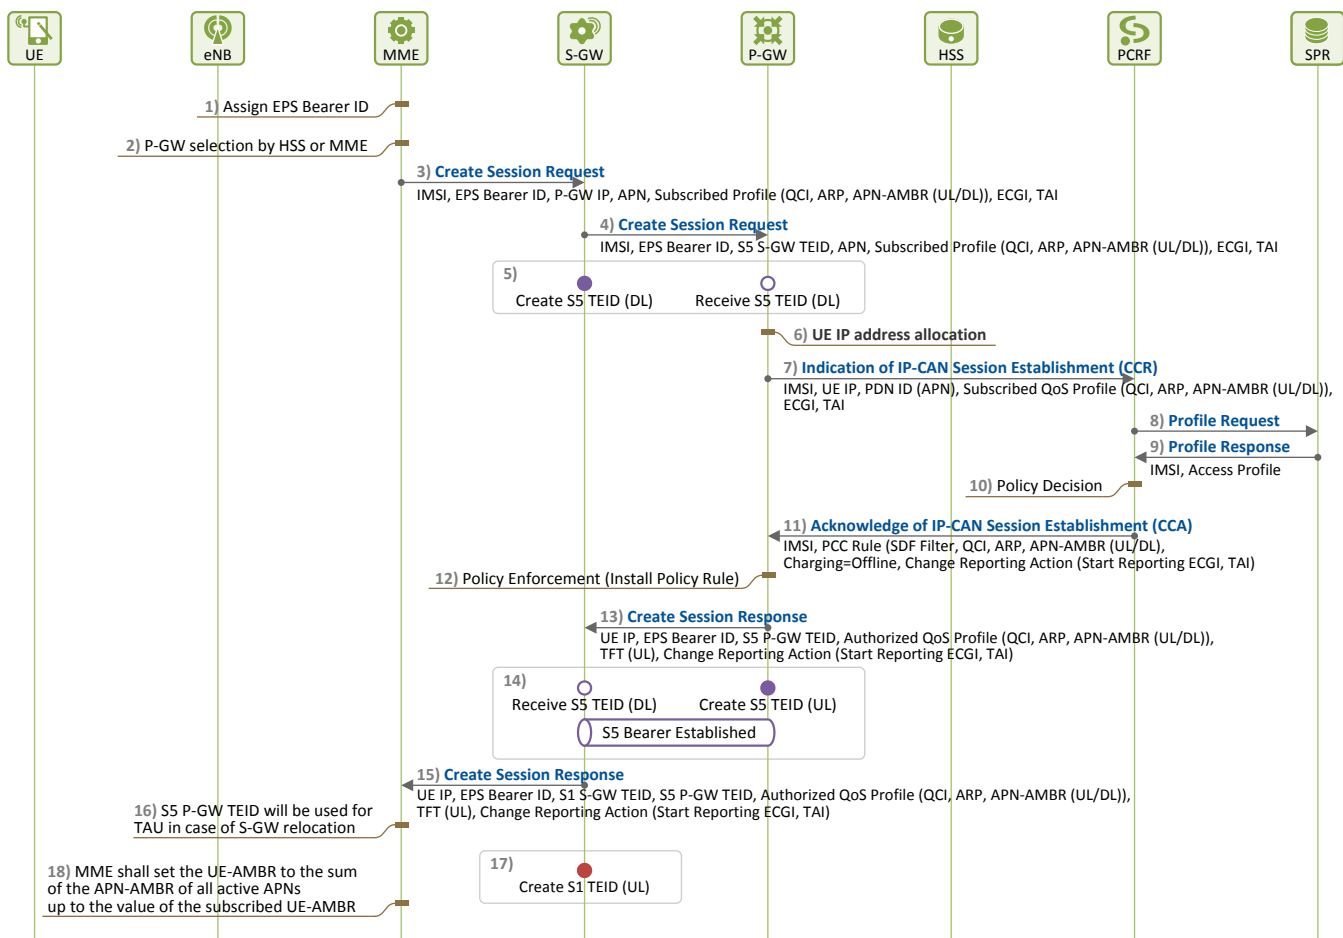 UE
eNB
MME
S-GW
P-GW
HSS
PCRF
SPR
1) Assign EPS Bearer ID
2) P-GW selection by HSS or MME
3) Create Session Request
IMSI, EPS Bearer ID, P-GW IP, APN, Subscribed Profile (QCI, ARP, APN-AMBR (UL/DL)), ECGI, TAI
4) Create Session Request
IMSI, EPS Bearer ID, S5 S-GW TEID, APN, Subscribed Profile (QCI, ARP, APN-AMBR (UL/DL)), ECGI, TAI
5)
Create S5 TEID (DL)
Receive S5 TEID (DL)
6) UE IP address allocation
7) Indication of IP-CAN Session Establishment (CCR)
IMSI, UE IP, PDN ID (APN), Subscribed QoS Profile (QCI, ARP, APN-AMBR (UL/DL)),
ECGI, TAI
8) Profile Request
9) Profile Response
IMSI, Access Profile
10) Policy Decision
11) Acknowledge of IP-CAN Session Establishment (CCA)
IMSI, PCC Rule (SDF Filter, QCI, ARP, APN-AMBR (UL/DL),
Charging=Offline, Change Reporting Action (Start Reporting ECGI, TAI)
12) Policy Enforcement (Install Policy Rule)
13) Create Session Response
UE IP, EPS Bearer ID, S5 P-GW TEID, Authorized QoS Profile (QCI, ARP, APN-AMBR (UL/DL)),
TFT (UL), Change Reporting Action (Start Reporting ECGI, TAI)
14)
Receive S5 TEID (DL)
Create S5 TEID (UL)
S5 Bearer Established
15) Create Session Response
UE IP, EPS Bearer ID, S1 S-GW TEID, S5 P-GW TEID, Authorized QoS Profile (QCI, ARP, APN-AMBR (UL/DL)),
TFT (UL), Change Reporting Action (Start Reporting ECGI, TAI)
16) S5 P-GW TEID will be used for
TAU in case of S-GW relocation
17)
Create S1 TEID (UL)
18) MME shall set the UE-AMBR to the sum
of the APN-AMBR of all active APNs
up to the value of the subscribed UE-AMBR